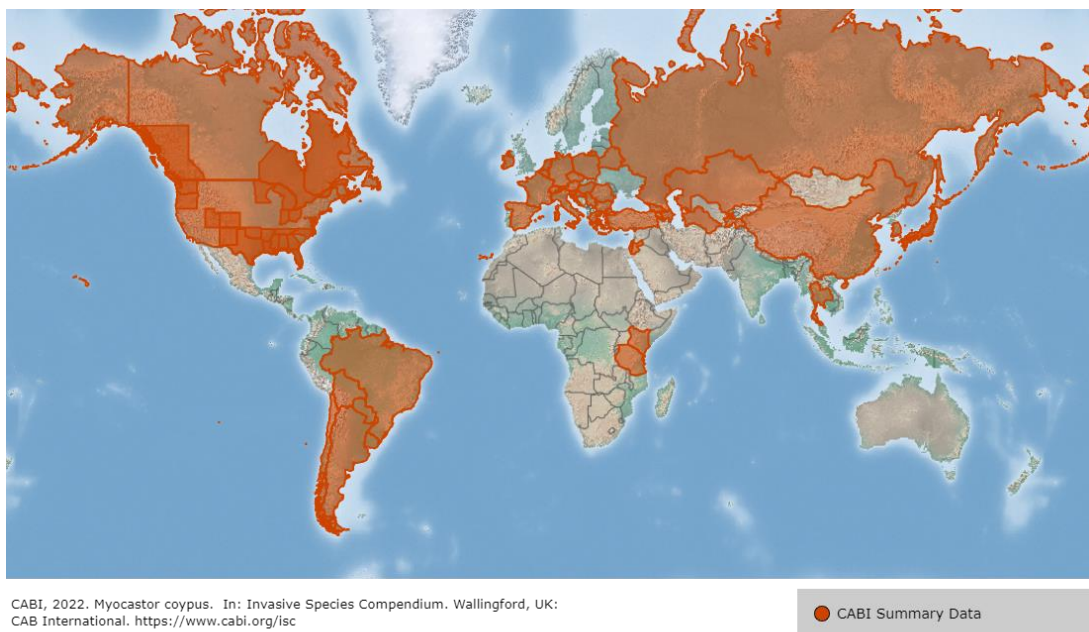 CABI, 2022. Myocastor coypus. In: Invasive Species Compendium. Wallingford, UK:
CAB International. https://www.cabi.org/isc
CABI Summary Data